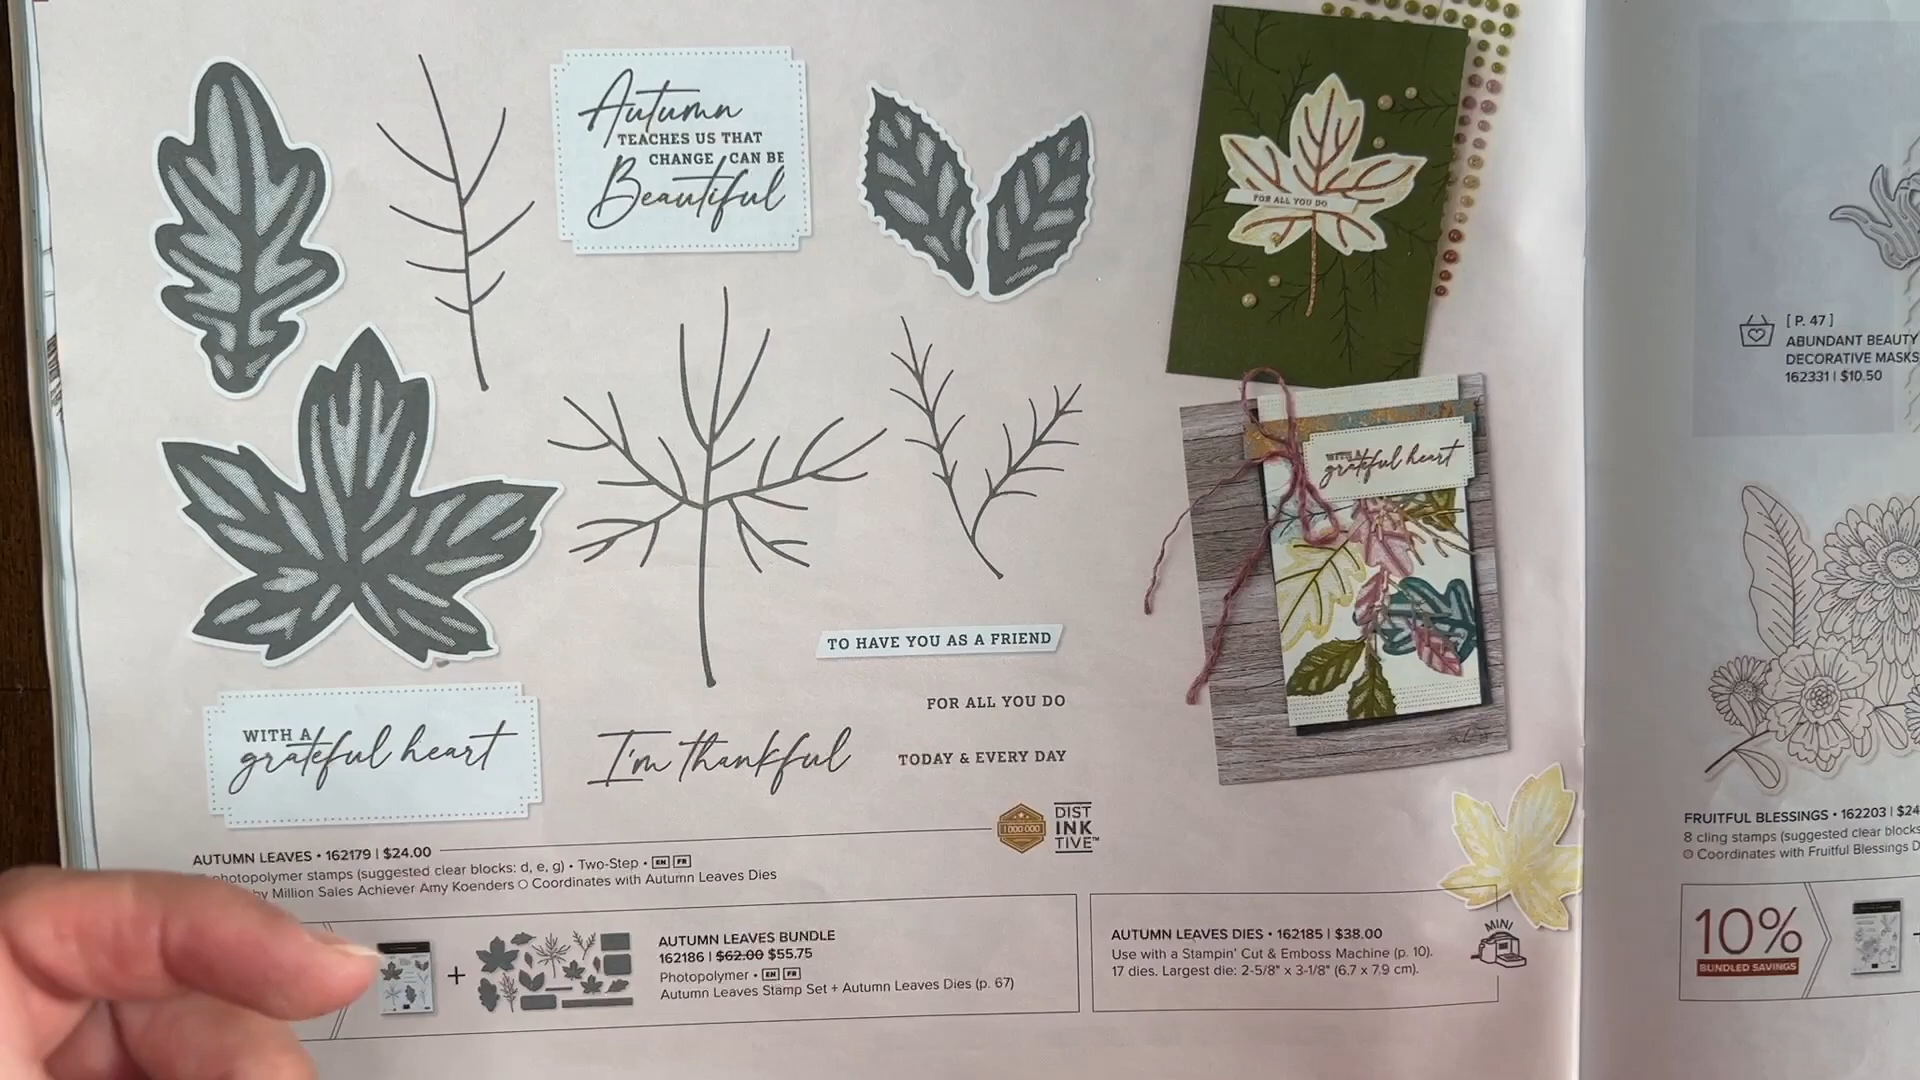 Autumn
TEACHES US THAT
CHANGE CAN BE
Beautiful
FOR ALL YOU DO
WITH A
grateful heart
TO HAVE YOU AS A FRIEND
FOR ALL YOU DO
TODAY & EVERY DAY
WITH A
grateful heart
I'm thankful
1 000 000
DIST
INK
TIVE™
AUTUMN LEAVES • 162179 | $24.00
photopolymer stamps (suggested clear blocks: d, e, g) • Two-Step • EN FR
by Million Sales Achiever Amy Koenders Coordinates with Autumn Leaves Dies
+
AUTUMN LEAVES BUNDLE
162186 | $62.00 $55.75
Photopolymer • EN FR
Autumn Leaves Stamp Set + Autumn Leaves Dies (p. 67)
AUTUMN LEAVES DIES • 162185 | $38.00
Use with a Stampin' Cut & Emboss Machine (p. 10).
17 dies. Largest die: 2-5/8" x 3-1/8" (6.7 x 7.9 cm).
MINI
[ P. 47 ]
ABUNDANT BEAUTY
DECORATIVE MASKS
162331 | $10.50
FRUITFUL BLESSINGS • 162203 | $24
8 cling stamps (suggested clear blocks
Coordinates with Fruitful Blessings D
10%
BUNDLED SAVINGS